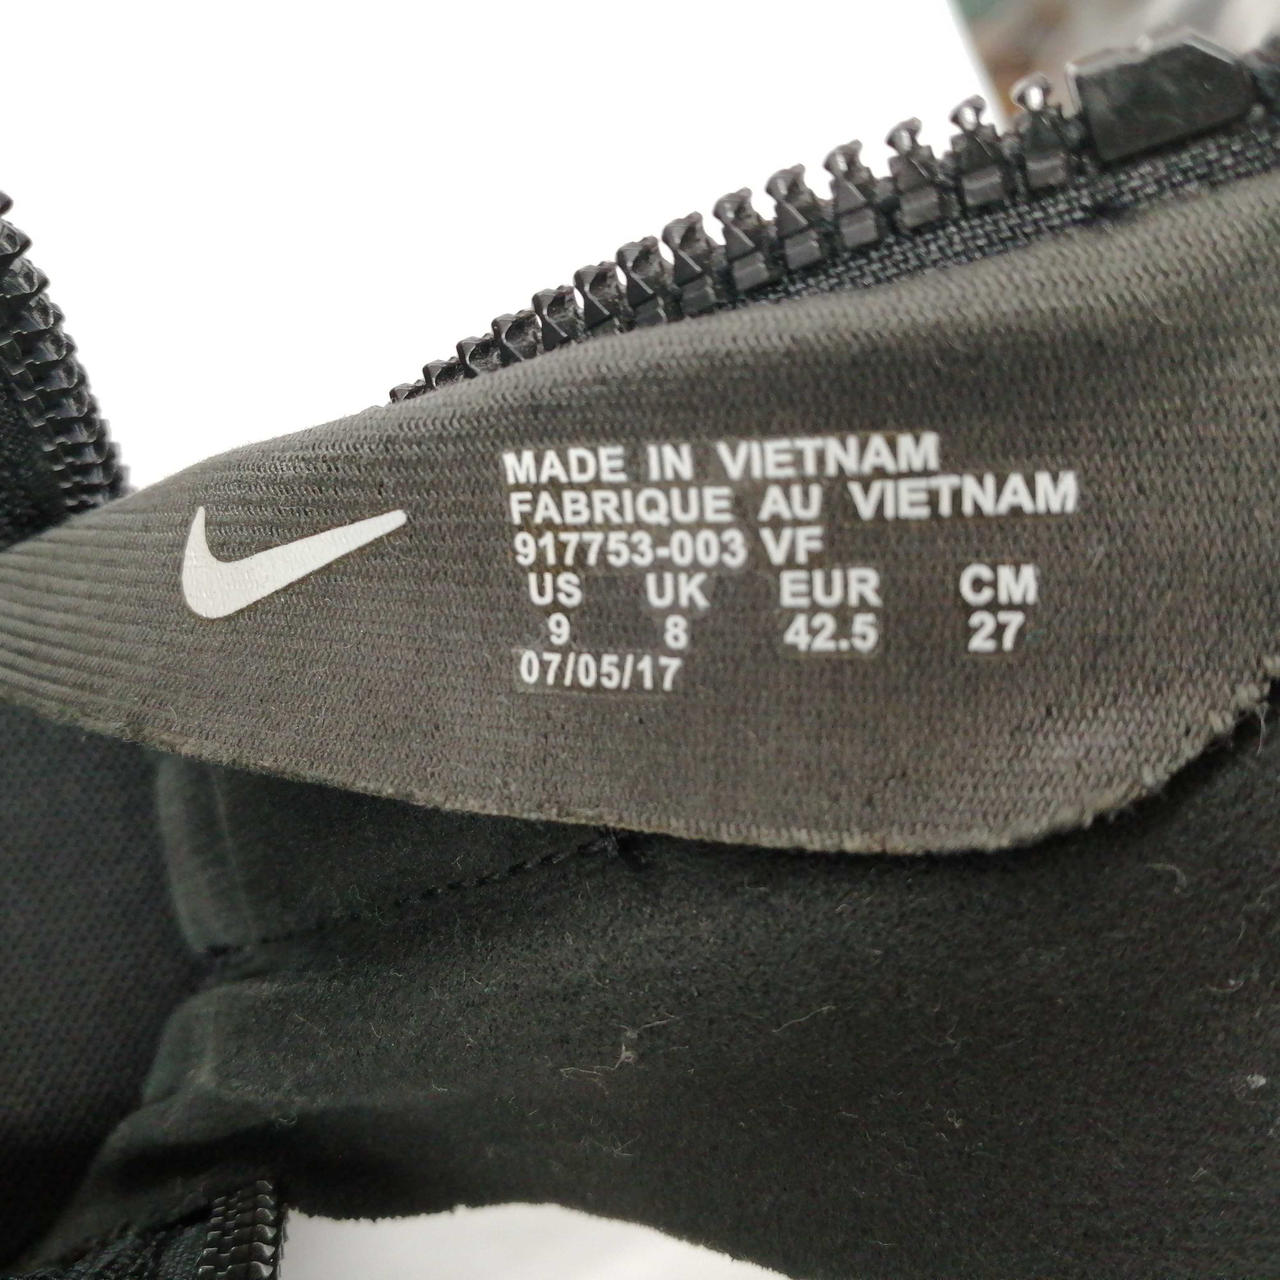 MADE IN VIETNAM
FABRIQUE AU VIETNAM
917753-003 VF
US UK EUR CM
9 8 42.5 27
07/05/17